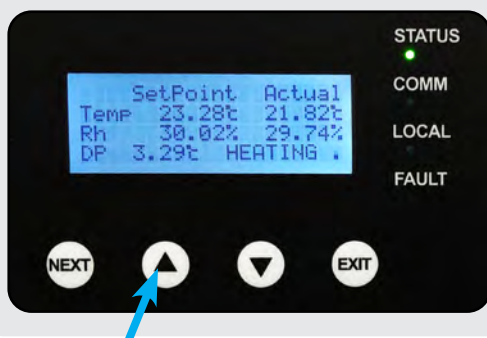 STATUS
COMM
LOCAL
FAULT
SetPoint Actual
Temp 23.28℃ 21.82℃
Rh 30.02% 29.74%
DP 3.29℃ HEATING .
NEXT
EXIT